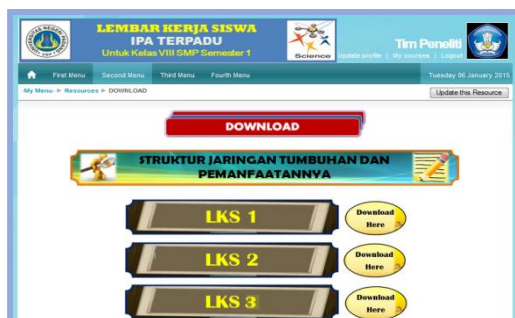 LEMBAR KERJA SISWA
IPA TERPADU
Untuk Kelas VIII SMP Semester 1
Science
Tim Peneliti
Update profile | My courses | Logout
First Menu Second Menu Third Menu Fourth Menu
Tuesday 06 January 2015
My Menu ► Resources ► DOWNLOAD
Update this Resource
DOWNLOAD
STRUKTUR JARINGAN TUMBUHAN DAN
PEMANFAATANNYA
LKS 1
Download
Here
LKS 2
Download
Here
LKS 3
Download
Here